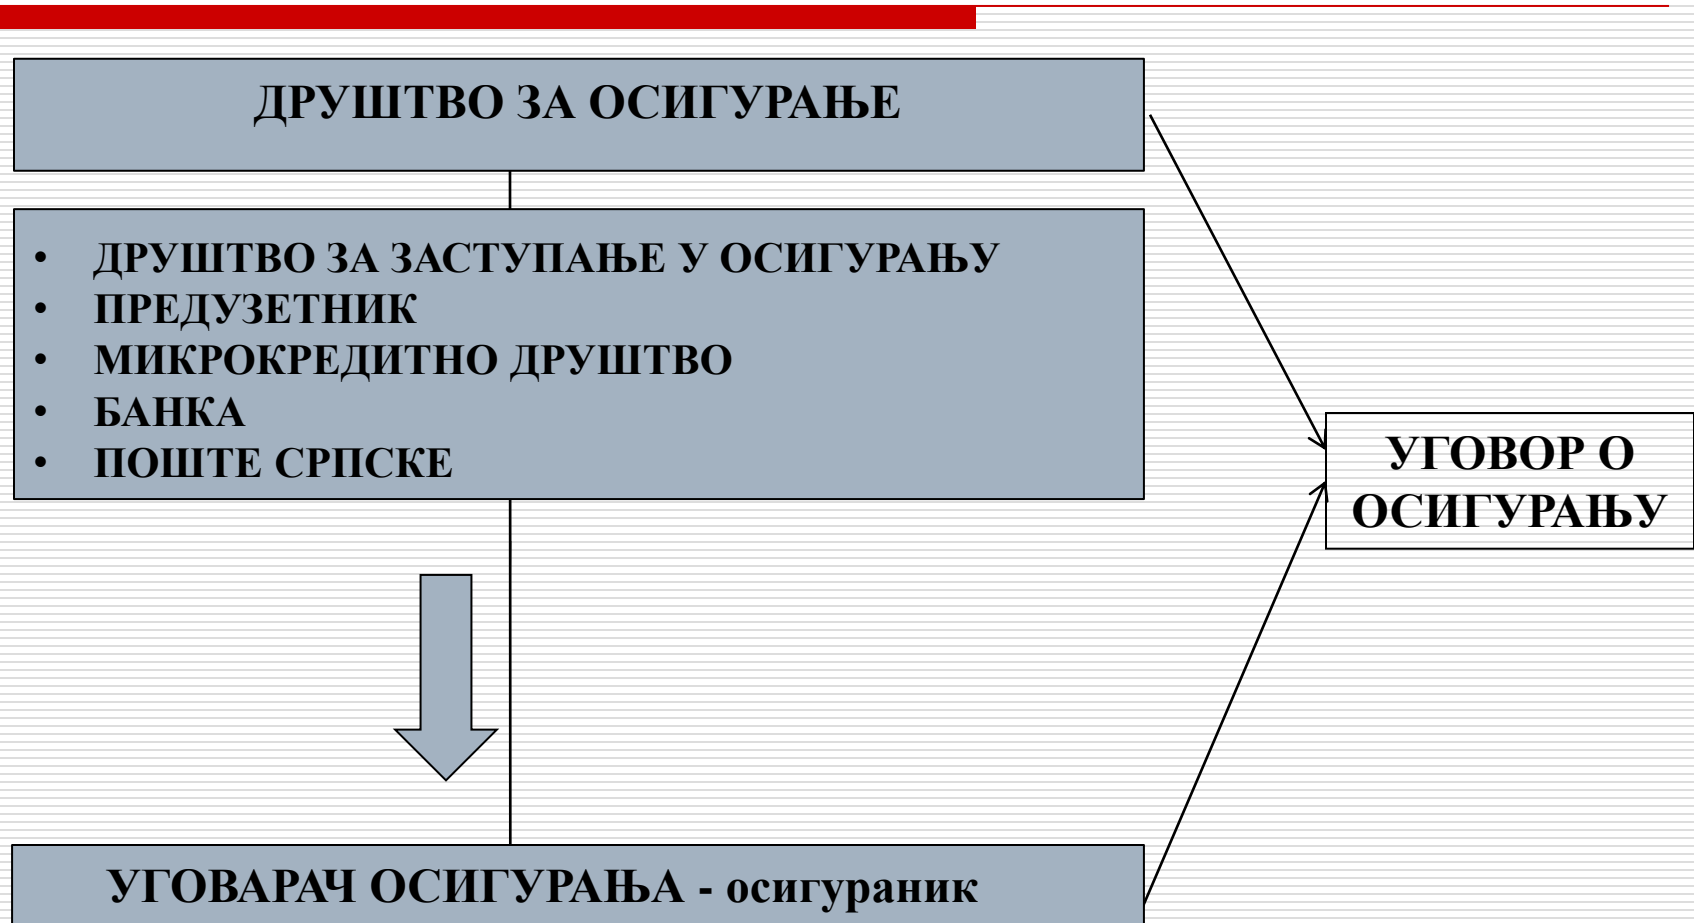 ДРУШТВО ЗА ОСИГУРАЊЕ
• ДРУШТВО ЗА ЗАСТУПАЊЕ У ОСИГУРАЊУ
• ПРЕДУЗЕТНИК
• МИКРОКРЕДИТНО ДРУШТВО
• БАНКА
• ПОШТЕ СРПСКЕ
УГОВОР О
ОСИГУРАЊУ
УГОВАРАЧ ОСИГУРАЊА - осигураник